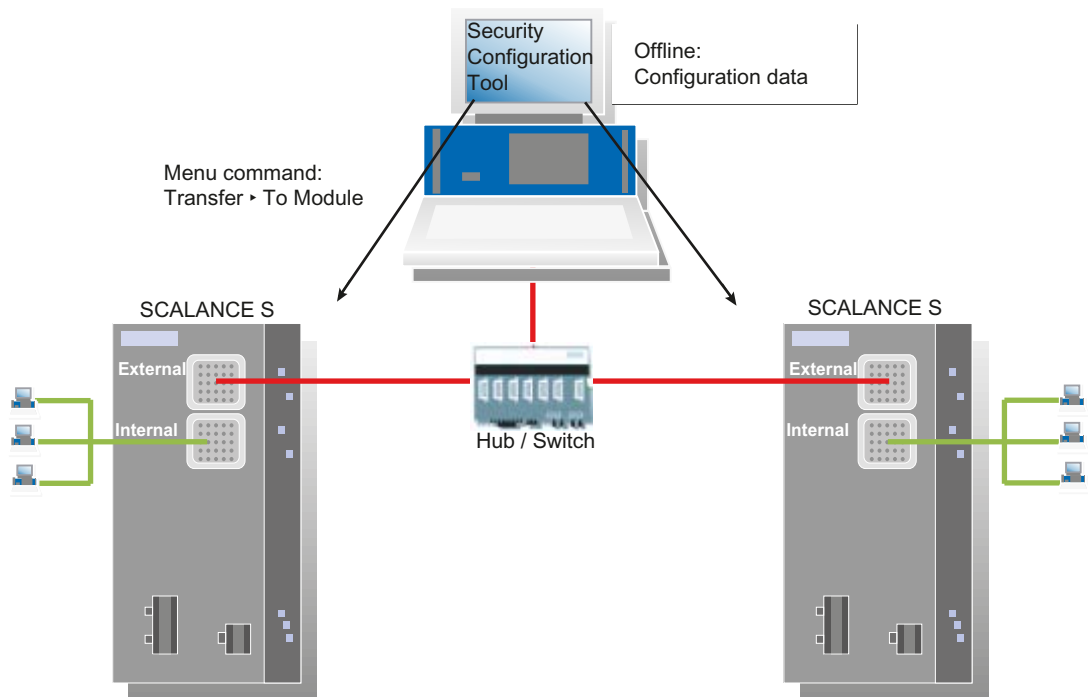 Security
Configuration
Tool
Offline:
Configuration data
Menu command:
Transfer ‣ To Module
SCALANCE S
SCALANCE S
External
External
Internal
Internal
Hub / Switch